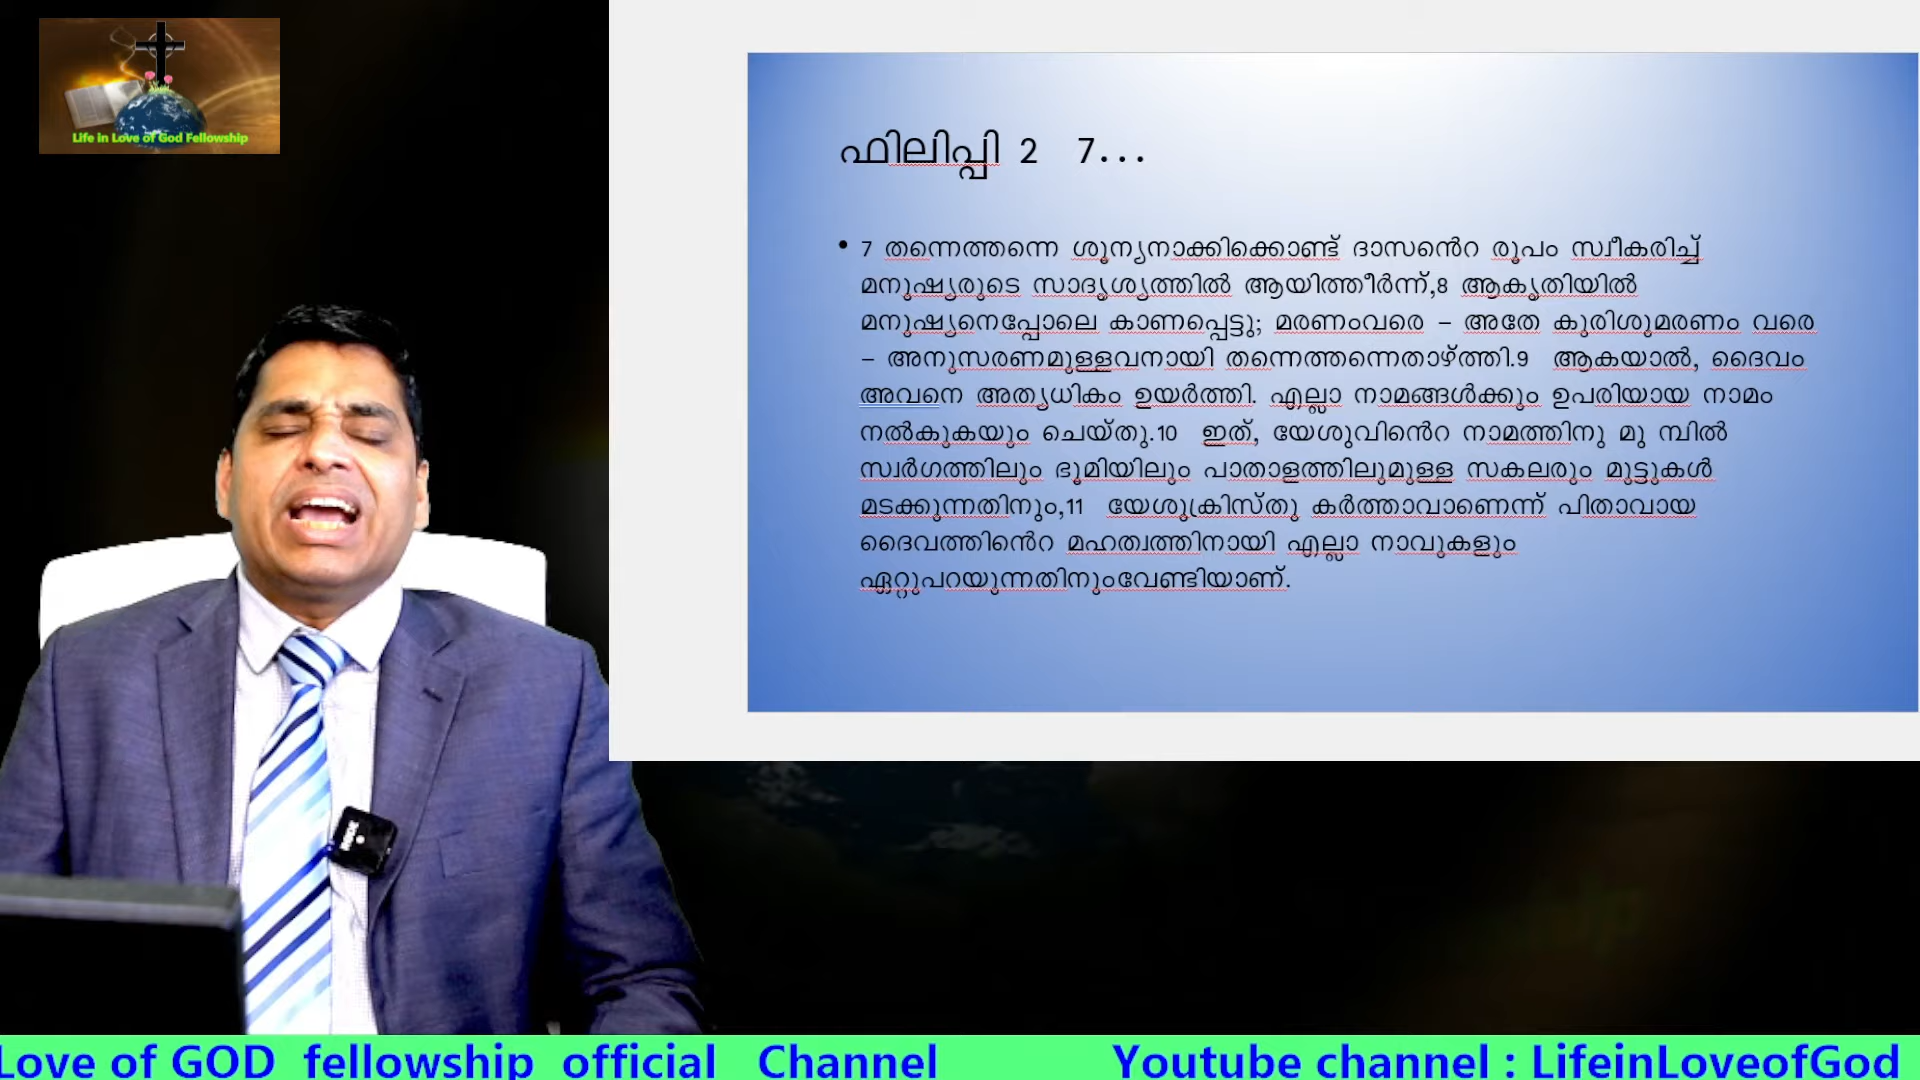 Life in Love of God Fellowship
ഫിലിപ്പി 2 7...
• 7 തന്നെത്തന്നെ ശൂന്യനാക്കിക്കൊണ്ട് ദാസൻെറ രൂപം സ്വീകരിച്ച്
മനുഷ്യരുടെ സാദൃശ്യത്തിൽ ആയിത്തീർന്ന്,8 ആകൃതിയിൽ
മനുഷ്യനെപ്പോലെ കാണപ്പെട്ടു; മരണംവരെ – അതേ കുരിശുമരണം വരെ
– അനുസരണമുള്ളവനായി തന്നെത്തന്നെതാഴ്ത്തി.9 ആകയാൽ, ദൈവം
അവനെ അത്യധികം ഉയർത്തി. എല്ലാ നാമങ്ങൾക്കും ഉപരിയായ നാമം
നൽകുകയും ചെയ്തു.10 ഇത്, യേശുവിൻെറ നാമത്തിനു മു മ്പിൽ
സ്വർഗത്തിലും ഭൂമിയിലും പാതാളത്തിലുമുള്ള സകലരും മുട്ടുകൾ
മടക്കുന്നതിനും,11 യേശുക്രിസ്തു കർത്താവാണെന്ന് പിതാവായ
ദൈവത്തിൻെറ മഹത്വത്തിനായി എല്ലാ നാവുകളും
ഏറ്റുപറയുന്നതിനുംവേണ്ടിയാണ്.
Love of GOD fellowship official Channel Youtube channel : LifeinLoveofGod